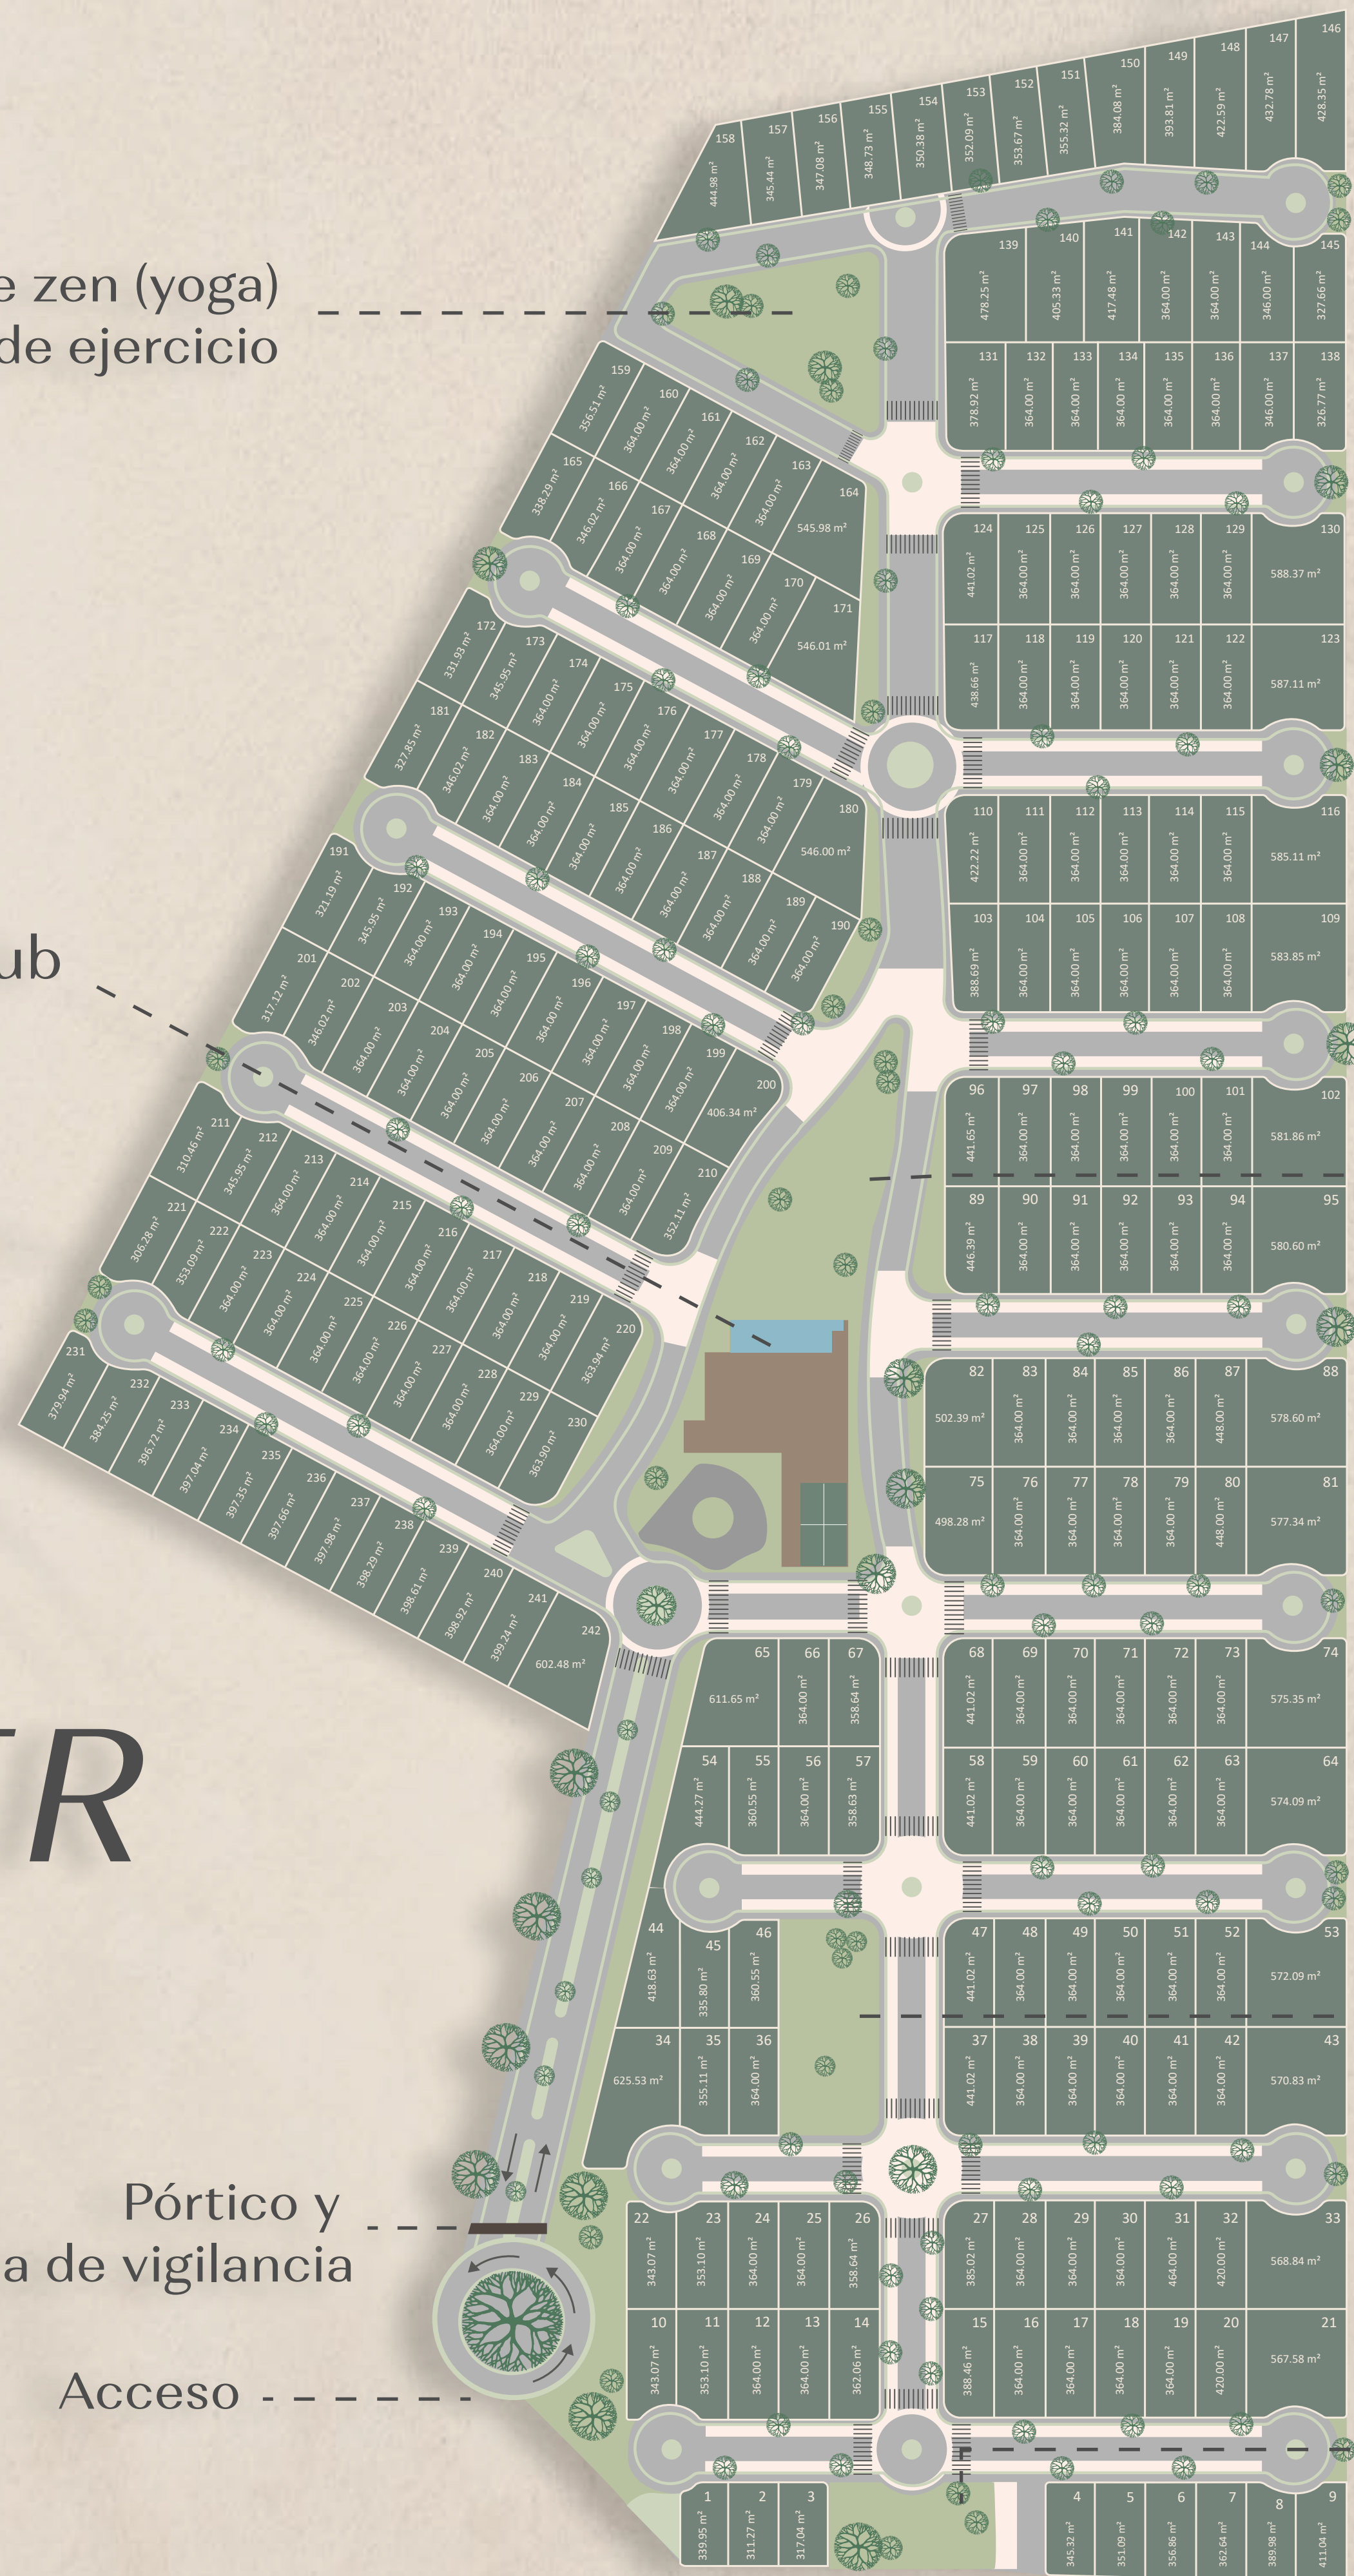 146
147
148
149
150
151
152
153
154
155
156
157
158
428.35 m²
432.78 m²
422.59 m²
393.81 m²
384.08 m²
355.32 m²
353.67 m²
352.09 m²
350.38 m²
348.73 m²
347.08 m²
345.44 m²
444.98 m²
e zen (yoga)
de ejercicio
139 140 141 142 143 144 145
478.25 m² 405.33 m² 417.48 m² 364.00 m² 364.00 m² 346.00 m² 327.66 m²
131 132 133 134 135 136 137 138
378.92 m² 364.00 m² 364.00 m² 364.00 m² 364.00 m² 364.00 m² 346.00 m² 326.77 m²
159 160 161 162 163 164
356.51 m² 364.00 m² 364.00 m² 364.00 m² 364.00 m² 545.98 m²
165 166 167 168 169 170 171
338.29 m² 346.02 m² 364.00 m² 364.00 m² 364.00 m² 364.00 m² 546.01 m²
124 125 126 127 128 129 130
441.02 m² 364.00 m² 364.00 m² 364.00 m² 364.00 m² 364.00 m² 588.37 m²
117 118 119 120 121 122 123
438.66 m² 364.00 m² 364.00 m² 364.00 m² 364.00 m² 364.00 m² 587.11 m²
172 173 174 175 176 177 178 179 180
331.93 m² 345.95 m² 364.00 m² 364.00 m² 364.00 m² 364.00 m² 364.00 m² 364.00 m² 546.00 m²
181 182 183 184 185 186 187 188 189 190
327.85 m² 346.02 m² 364.00 m² 364.00 m² 364.00 m² 364.00 m² 364.00 m² 364.00 m² 364.00 m² 364.00 m²
110 111 112 113 114 115 116
422.22 m² 364.00 m² 364.00 m² 364.00 m² 364.00 m² 364.00 m² 585.11 m²
103 104 105 106 107 108 109
388.69 m² 364.00 m² 364.00 m² 364.00 m² 364.00 m² 364.00 m² 583.85 m²
ub
191 192 193 194 195 196 197 198 199 200
321.19 m² 345.95 m² 364.00 m² 364.00 m² 364.00 m² 364.00 m² 364.00 m² 364.00 m² 364.00 m² 406.34 m²
201 202 203 204 205 206 207 208 209 210
317.12 m² 346.02 m² 364.00 m² 364.00 m² 364.00 m² 364.00 m² 364.00 m² 364.00 m² 364.00 m² 352.11 m²
96 97 98 99 100 101 102
441.65 m² 364.00 m² 364.00 m² 364.00 m² 364.00 m² 364.00 m² 581.86 m²
89 90 91 92 93 94 95
446.39 m² 364.00 m² 364.00 m² 364.00 m² 364.00 m² 364.00 m² 580.60 m²
211 212 213 214 215 216 217 218 219 220
310.46 m² 345.95 m² 364.00 m² 364.00 m² 364.00 m² 364.00 m² 364.00 m² 364.00 m² 364.00 m² 363.94 m²
221 222 223 224 225 226 227 228 229 230
306.28 m² 353.09 m² 364.00 m² 364.00 m² 364.00 m² 364.00 m² 364.00 m² 364.00 m² 364.00 m² 363.90 m²
82 83 84 85 86 87 88
502.39 m² 364.00 m² 364.00 m² 364.00 m² 364.00 m² 448.00 m² 578.60 m²
75 76 77 78 79 80 81
498.28 m² 364.00 m² 364.00 m² 364.00 m² 364.00 m² 448.00 m² 577.34 m²
231 232 233 234 235 236 237 238 239 240 241 242
379.94 m² 384.25 m² 396.72 m² 397.04 m² 397.35 m² 397.66 m² 397.98 m² 398.29 m² 398.61 m² 398.92 m² 399.24 m² 602.48 m²
65 66 67
611.65 m² 364.00 m² 358.64 m²
68 69 70 71 72 73 74
441.02 m² 364.00 m² 364.00 m² 364.00 m² 364.00 m² 364.00 m² 575.35 m²
TR
54 55 56 57
444.27 m² 360.55 m² 364.00 m² 358.63 m²
58 59 60 61 62 63 64
441.02 m² 364.00 m² 364.00 m² 364.00 m² 364.00 m² 364.00 m² 574.09 m²
44 45 46
418.63 m² 335.80 m² 360.55 m²
47 48 49 50 51 52 53
441.02 m² 364.00 m² 364.00 m² 364.00 m² 364.00 m² 364.00 m² 572.09 m²
34 35 36
625.53 m² 355.11 m² 364.00 m²
37 38 39 40 41 42 43
441.02 m² 364.00 m² 364.00 m² 364.00 m² 364.00 m² 364.00 m² 570.83 m²
Pórtico y
a de vigilancia
22 23 24 25 26
343.07 m² 353.10 m² 364.00 m² 364.00 m² 358.64 m²
27 28 29 30 31 32 33
385.02 m² 364.00 m² 364.00 m² 364.00 m² 464.00 m² 420.00 m² 568.84 m²
10 11 12 13 14
343.07 m² 353.10 m² 364.00 m² 364.00 m² 362.06 m²
15 16 17 18 19 20 21
388.46 m² 364.00 m² 364.00 m² 364.00 m² 364.00 m² 420.00 m² 567.58 m²
Acceso
1 2 3
339.95 m² 311.27 m² 317.04 m²
4 5 6 7 8 9
345.32 m² 351.09 m² 356.86 m² 362.64 m² 389.98 m² 411.04 m²